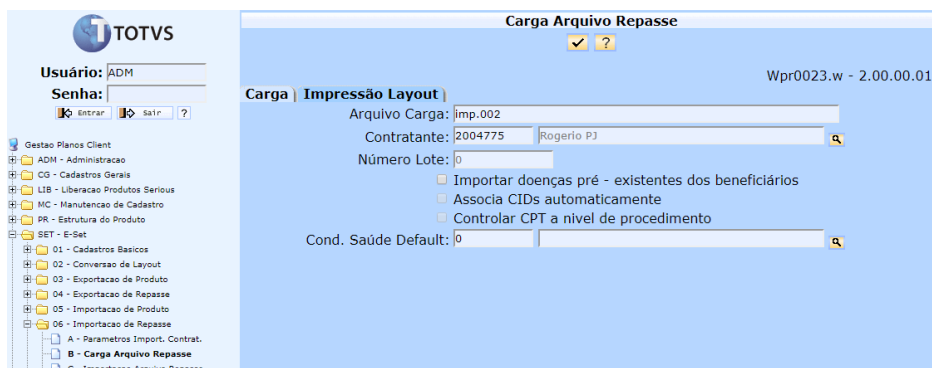 TOTVS
Usuário: ADM
Senha:
Entrar Sair ?
Gestao Planos Client
ADM - Administracao
CG - Cadastros Gerais
LIB - Liberacao Produtos Serious
MC - Manutencao de Cadastro
PR - Estrutura do Produto
SET - E-Set
01 - Cadastros Basicos
02 - Conversao de Layout
03 - Exportacao de Produto
04 - Exportacao de Repasse
05 - Importacao de Produto
06 - Importacao de Repasse
A - Parametros Import. Contrat.
B - Carga Arquivo Repasse
Carga Arquivo Repasse
?
Wpr0023.w - 2.00.00.01
Carga Impressão Layout
Arquivo Carga: imp.002
Contratante: 2004775 Rogerio PJ
Número Lote: 0
Importar doenças pré - existentes dos beneficiários
Associa CIDs automaticamente
Controlar CPT a nivel de procedimento
Cond. Saúde Default: 0